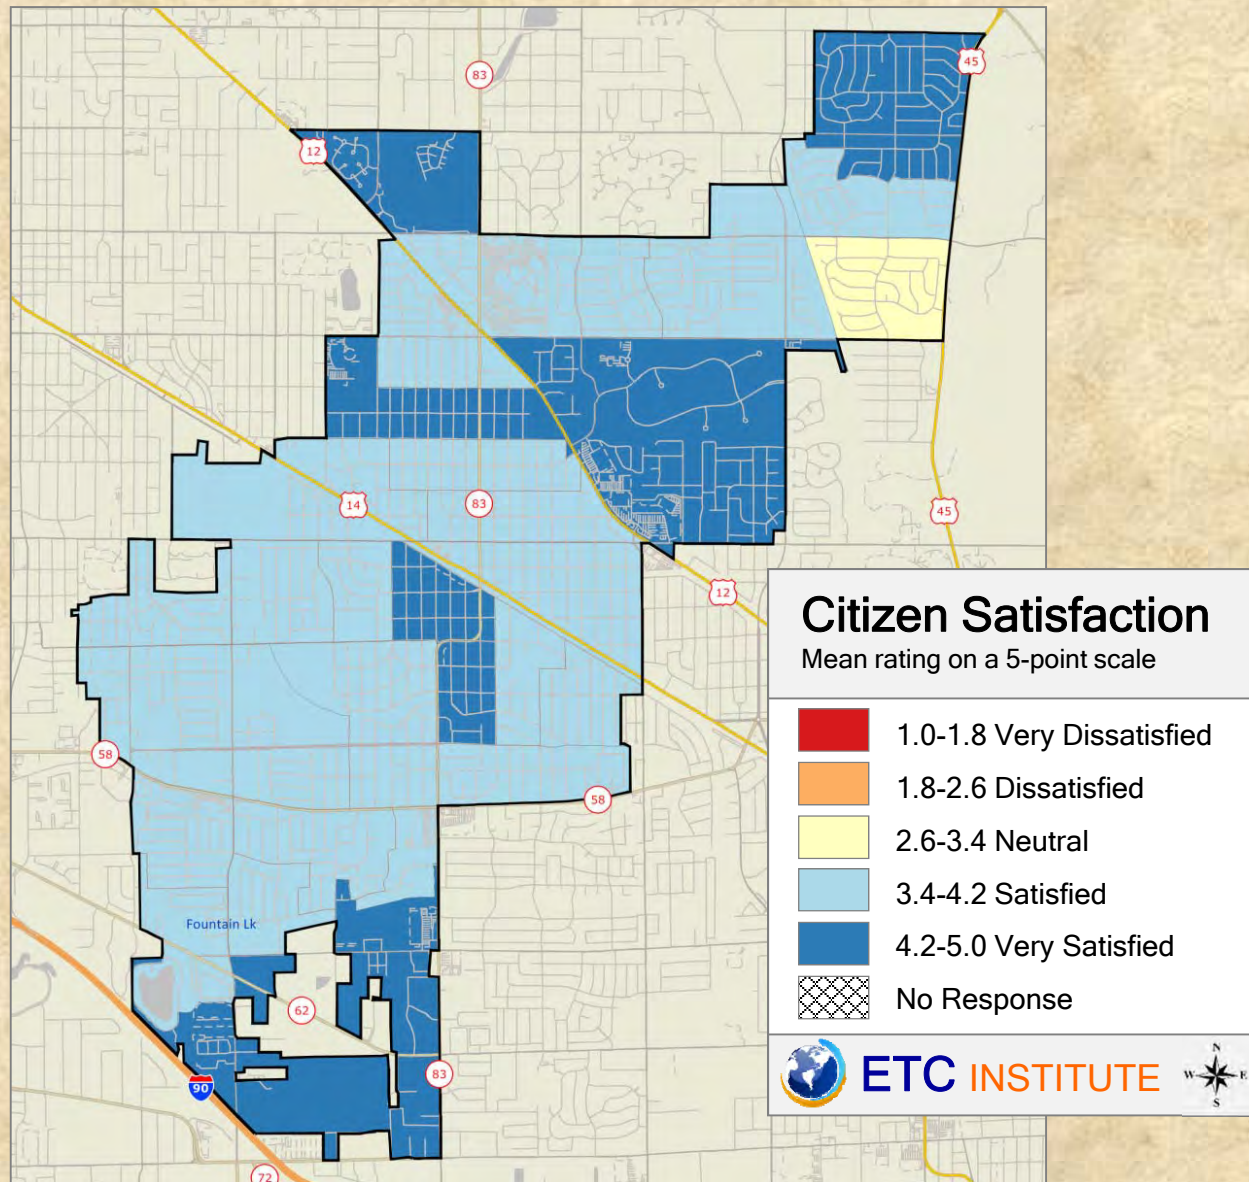 83
45
12
14
83
45
12
58
58
Fountain Lk
62
83
90
72
Citizen Satisfaction
Mean rating on a 5-point scale
1.0-1.8 Very Dissatisfied
1.8-2.6 Dissatisfied
2.6-3.4 Neutral
3.4-4.2 Satisfied
4.2-5.0 Very Satisfied
No Response
ETC INSTITUTE
N
W E
S